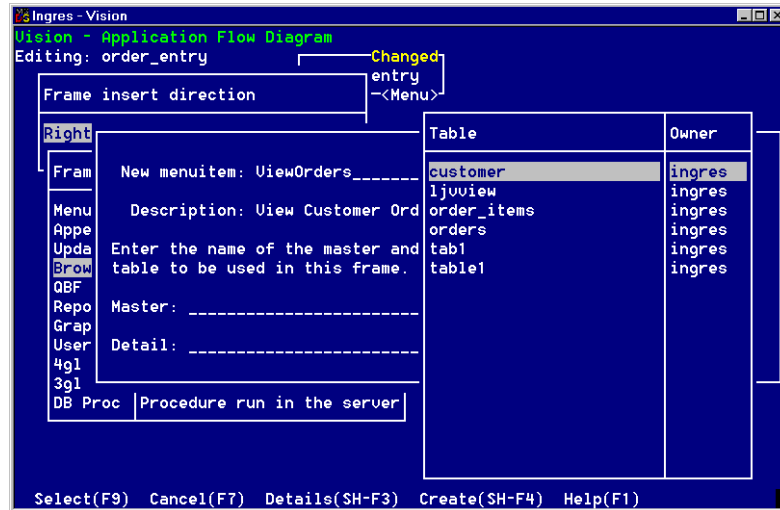 Ingres - Vision
Vision - Application Flow Diagram
Editing: order_entry
Changed
entry
<Menu>
Frame insert direction
Right
Fram
Menu
Appe
Upda
Brow
QBF
Repo
Grap
User
4gl
3gl
DB Proc Procedure run in the server
New menuitem: ViewOrders_______
Description: View Customer Ord
Enter the name of the master and
table to be used in this frame.
Master: ________________________
Detail: ________________________
Table Owner
customer ingres
ljvview ingres
order_items ingres
orders ingres
tab1 ingres
table1 ingres
Select(F9) Cancel(F7) Details(SH-F3) Create(SH-F4) Help(F1)